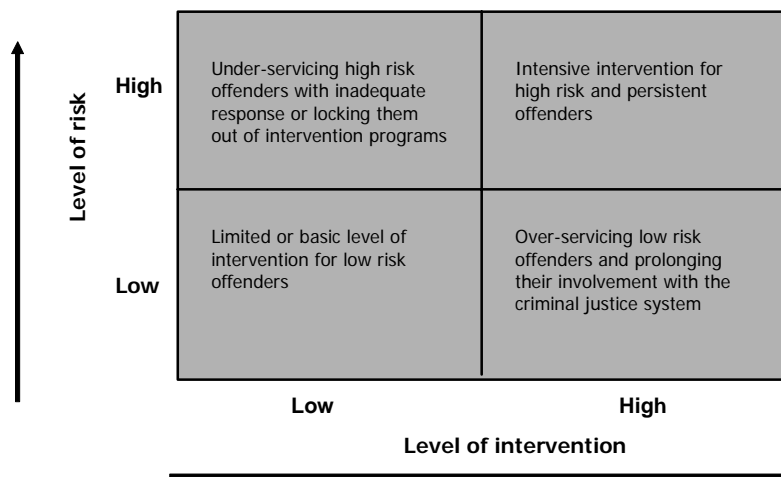 Level of risk
High
Under-servicing high risk
offenders with inadequate
response or locking them
out of intervention programs
Intensive intervention for
high risk and persistent
offenders
Low
Limited or basic level of
intervention for low risk
offenders
Over-servicing low risk
offenders and prolonging
their involvement with the
criminal justice system
Low
High
Level of intervention